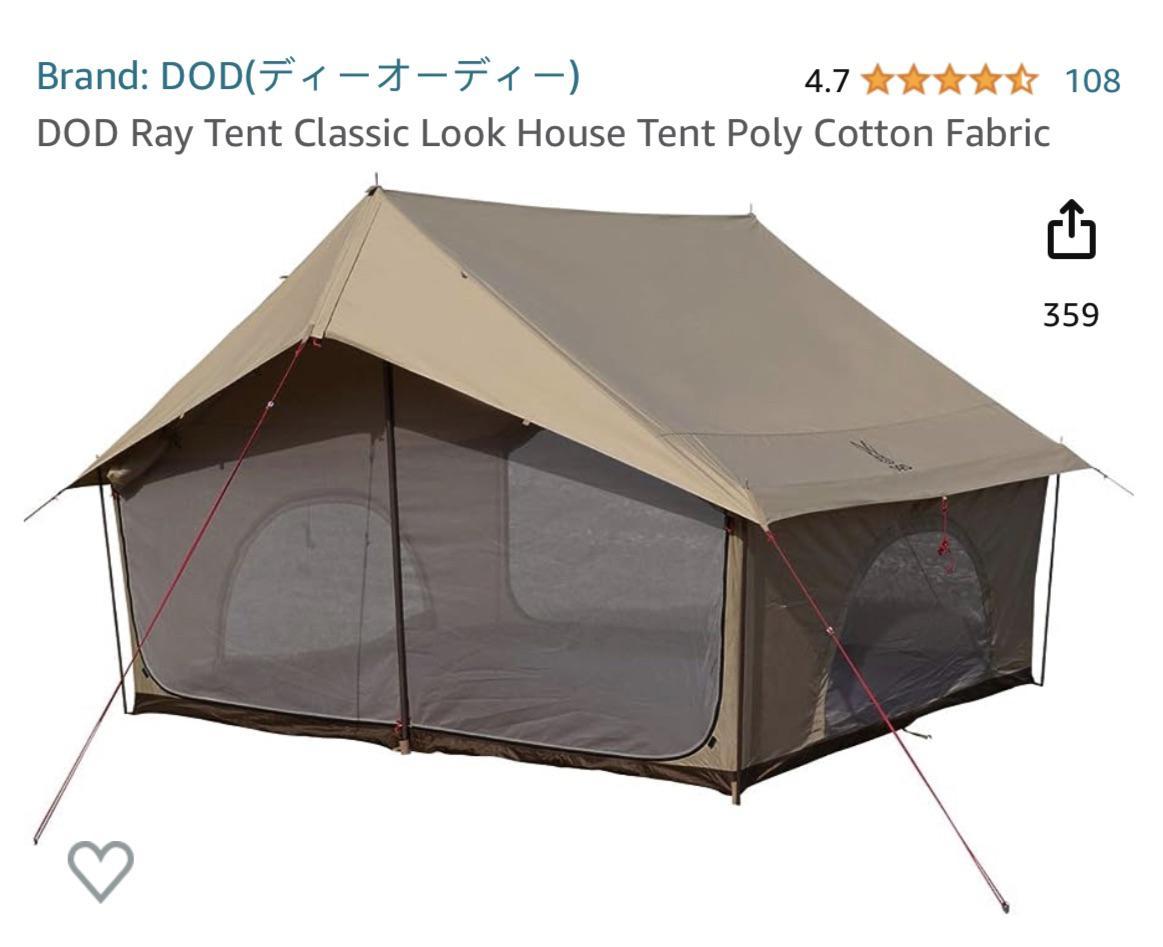 Brand: DOD(ディーオーディー)
4.7 108
DOD Ray Tent Classic Look House Tent Poly Cotton Fabric
359